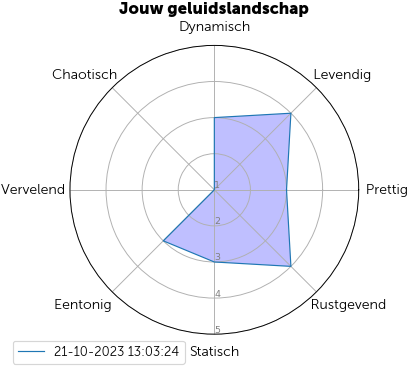 Jouw geluidslandschap
Dynamisch
Chaotisch
Levendig
Vervelend
1
Prettig
2
3
4
Eentonig
Rustgevend
5
21-10-2023 13:03:24
Statisch